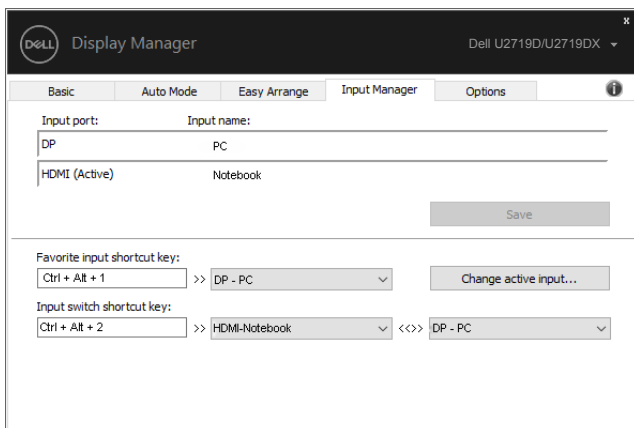 x
DELL Display Manager Dell U2719D/U2719DX
Basic Auto Mode Easy Arrange Input Manager Options i
Input port: Input name:
DP PC
HDMI (Active) Notebook
Save
Favorite input shortcut key:
Ctrl + Alt + 1 >> DP - PC Change active input...
Input switch shortcut key:
Ctrl + Alt + 2 >> HDMI-Notebook <<>> DP - PC